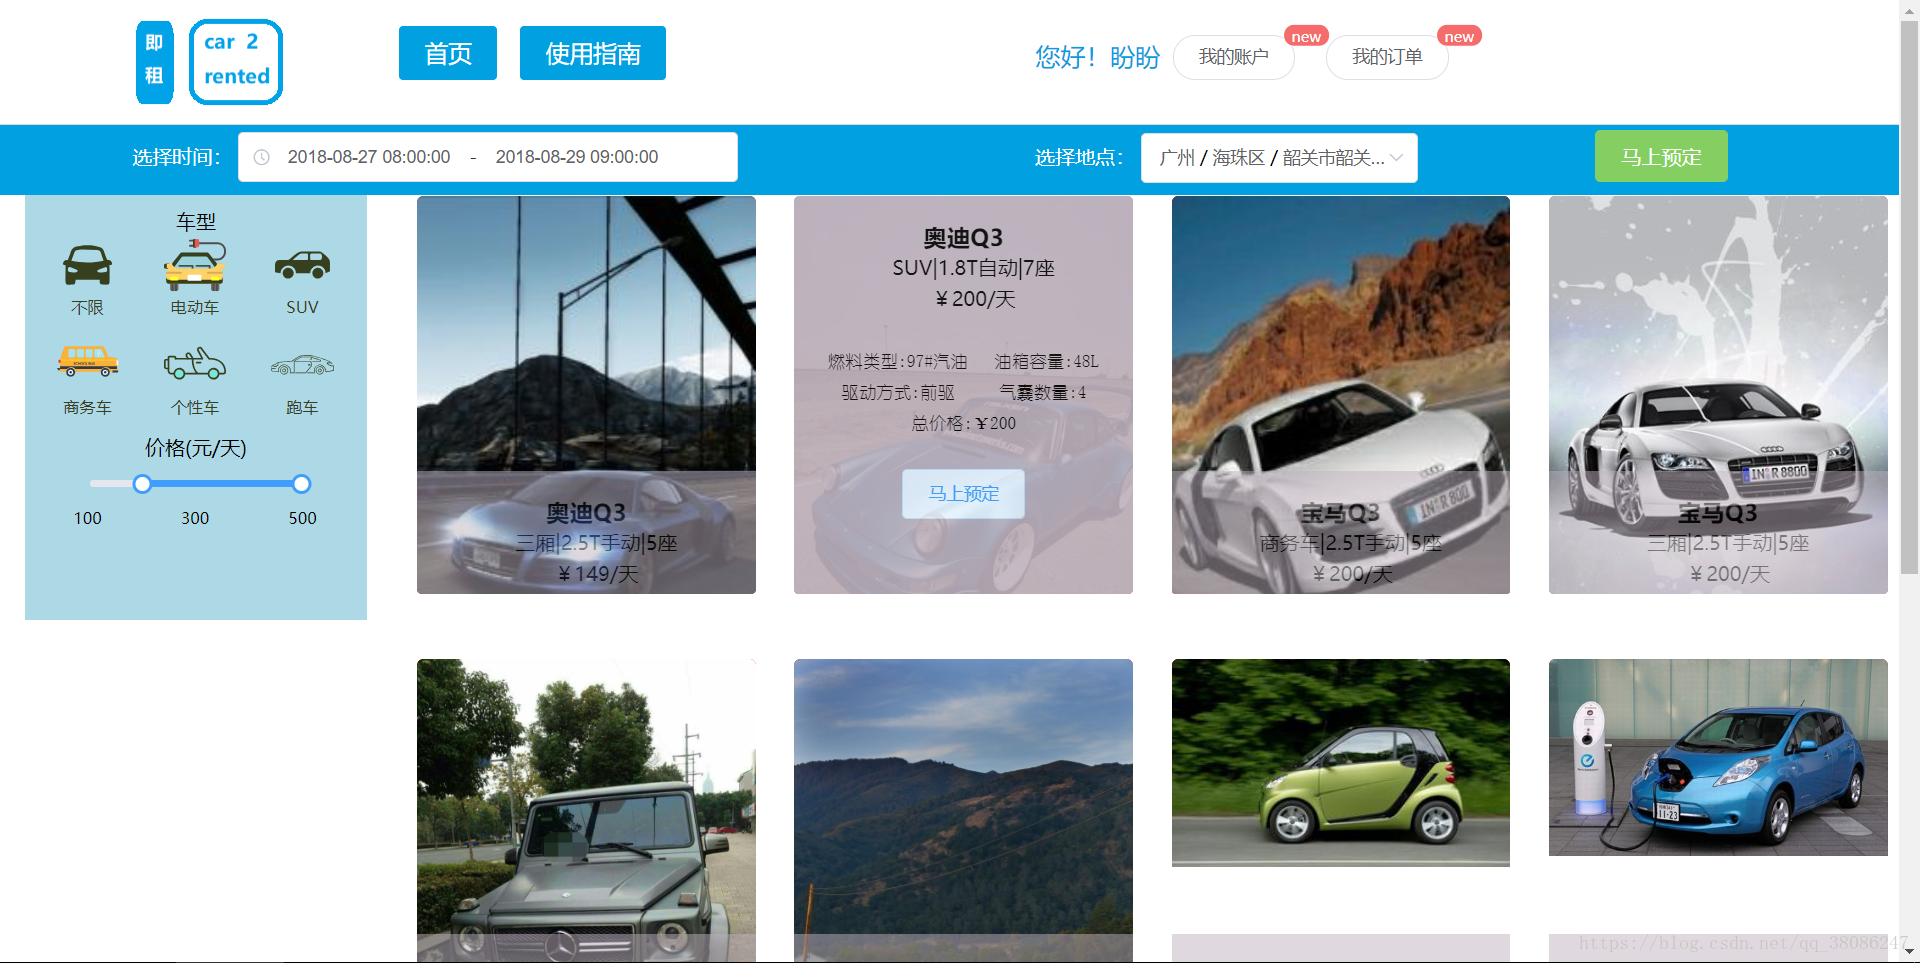 即
租
car 2
rented
首页
使用指南
您好！盼盼
我的账户
new
我的订单
new
选择时间：
2018-08-27 08:00:00 - 2018-08-29 09:00:00
选择地点：
广州 / 海珠区 / 韶关市韶关...
马上预定
车型
不限
电动车
SUV
商务车
个性车
跑车
价格(元/天)
100
300
500
奥迪Q3
三厢|2.5T手动|5座
￥149/天
奥迪Q3
SUV|1.8T自动|7座
￥200/天
燃料类型:97#汽油
油箱容量:48L
驱动方式:前驱
气囊数量:4
总价格:￥200
马上预定
IN·R 800
宝马Q3
商务车|2.5T手动|5座
￥200/天
IN·R 8800
宝马Q3
三厢|2.5T手动|5座
￥200/天
11-23
https://blog.csdn.net/qq_38086247